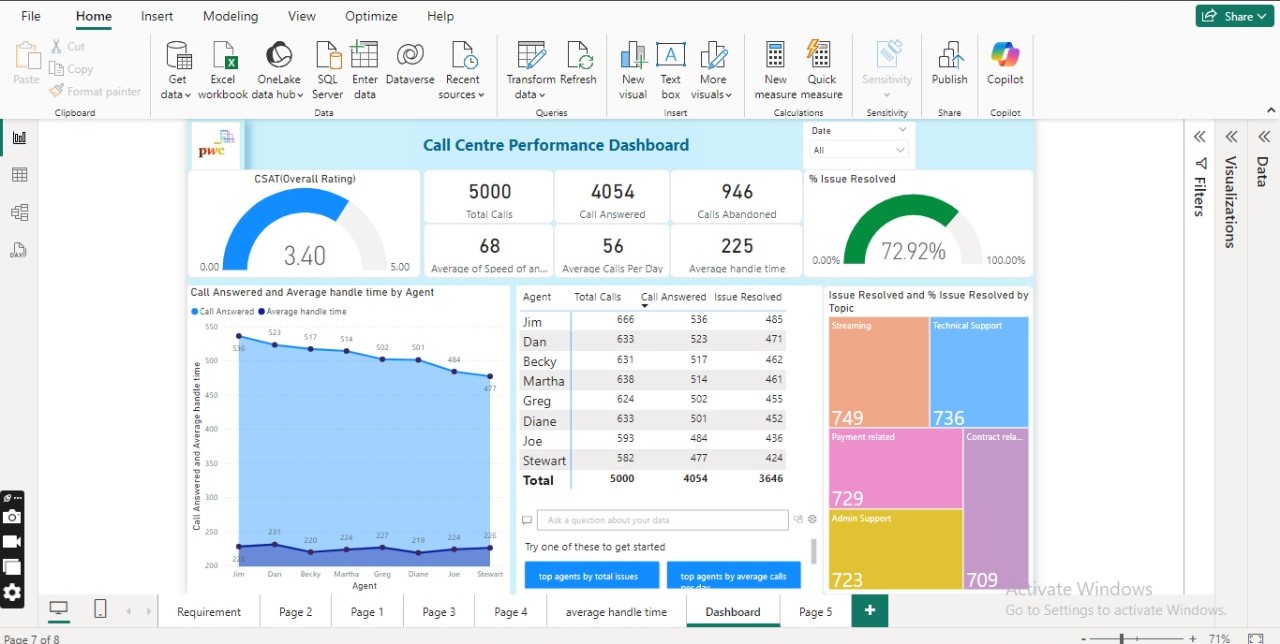 File Home Insert Modeling View Optimize Help Share
Paste Cut Copy Format painter
Get data Excel workbook OneLake data hub SQL Server Enter data Dataverse Recent sources
Transform data Refresh
New visual Text box More visuals
New measure Quick measure
Sensitivity Publish Copilot
Clipboard Data Queries Insert Calculations Sensitivity Share Copilot
pwc
Call Centre Performance Dashboard
Date
All
CSAT(Overall Rating)
3.40
0.00 5.00
5000 4054 946
Total Calls Call Answered Calls Abandoned
68 56 225
Average of Speed of an... Average Calls Per Day Average handle time
% Issue Resolved
72.92%
0.00% 100.00%
Filters
Visualizations
Data
Call Answered and Average handle time by Agent
Call Answered Average handle time
Call Answered and Average handle time
550
500
450
400
350
300
250
200
536 523 517 514 502 501 484 477
231 220 224 227 219 224 226
Jim Dan Becky Martha Greg Diane Joe Stewart
Agent
Agent Total Calls Call Answered Issue Resolved
Jim 666 536 485
Dan 633 523 471
Becky 631 517 462
Martha 638 514 461
Greg 624 502 455
Diane 633 501 452
Joe 593 484 436
Stewart 582 477 424
Total 5000 4054 3646
Ask a question about your data
Try one of these to get started
top agents by total issues
top agents by average calls per day
Issue Resolved and % Issue Resolved by
Topic
Streaming
749
Technical Support
736
Payment related
729
Contract rela...
709
Admin Support
723
Activate Windows
Go to Settings to activate Windows.
Requirement Page 2 Page 1 Page 3 Page 4 average handle time Dashboard Page 5 +
Page 7 of 8
- + 71%